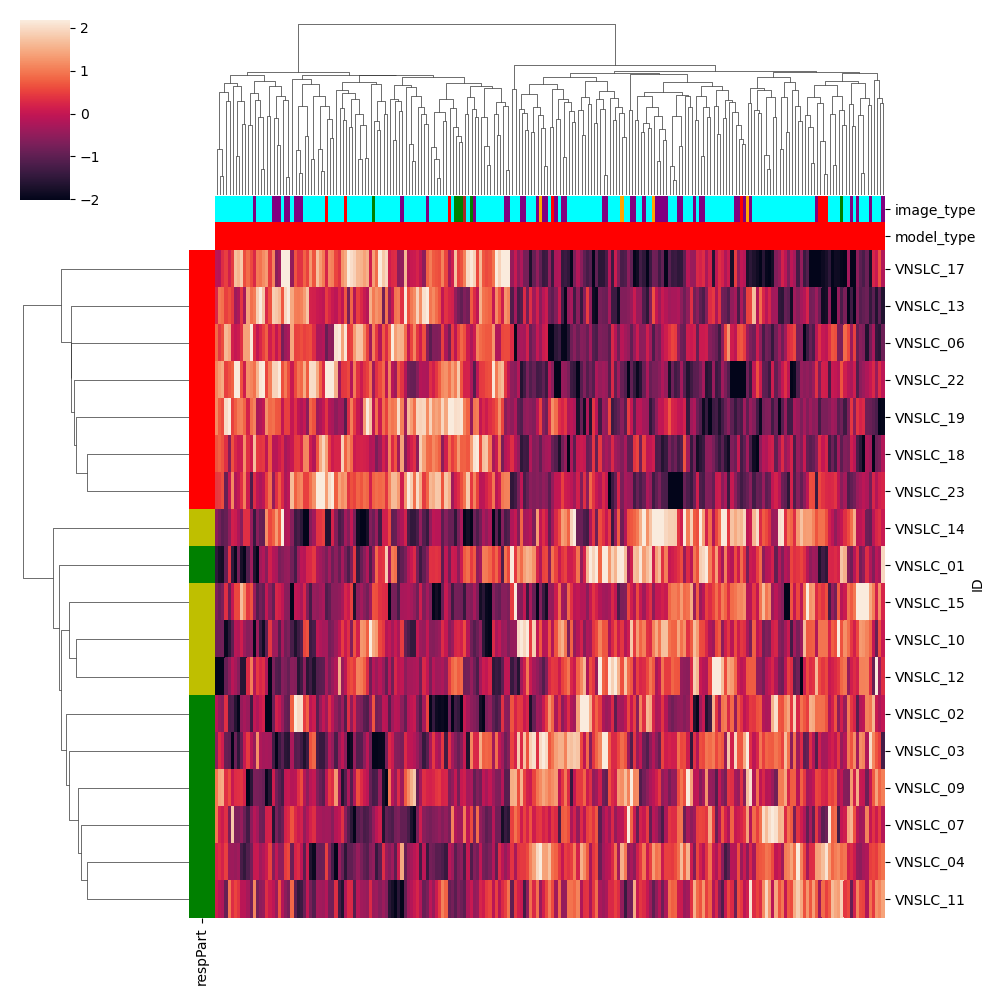 2
1
0
−1
−2
image_type
model_type
VNSLC_17
VNSLC_13
VNSLC_06
VNSLC_22
VNSLC_19
VNSLC_18
VNSLC_23
VNSLC_14
VNSLC_01
VNSLC_15
VNSLC_10
VNSLC_12
VNSLC_02
VNSLC_03
VNSLC_09
VNSLC_07
VNSLC_04
VNSLC_11
ID
respPart